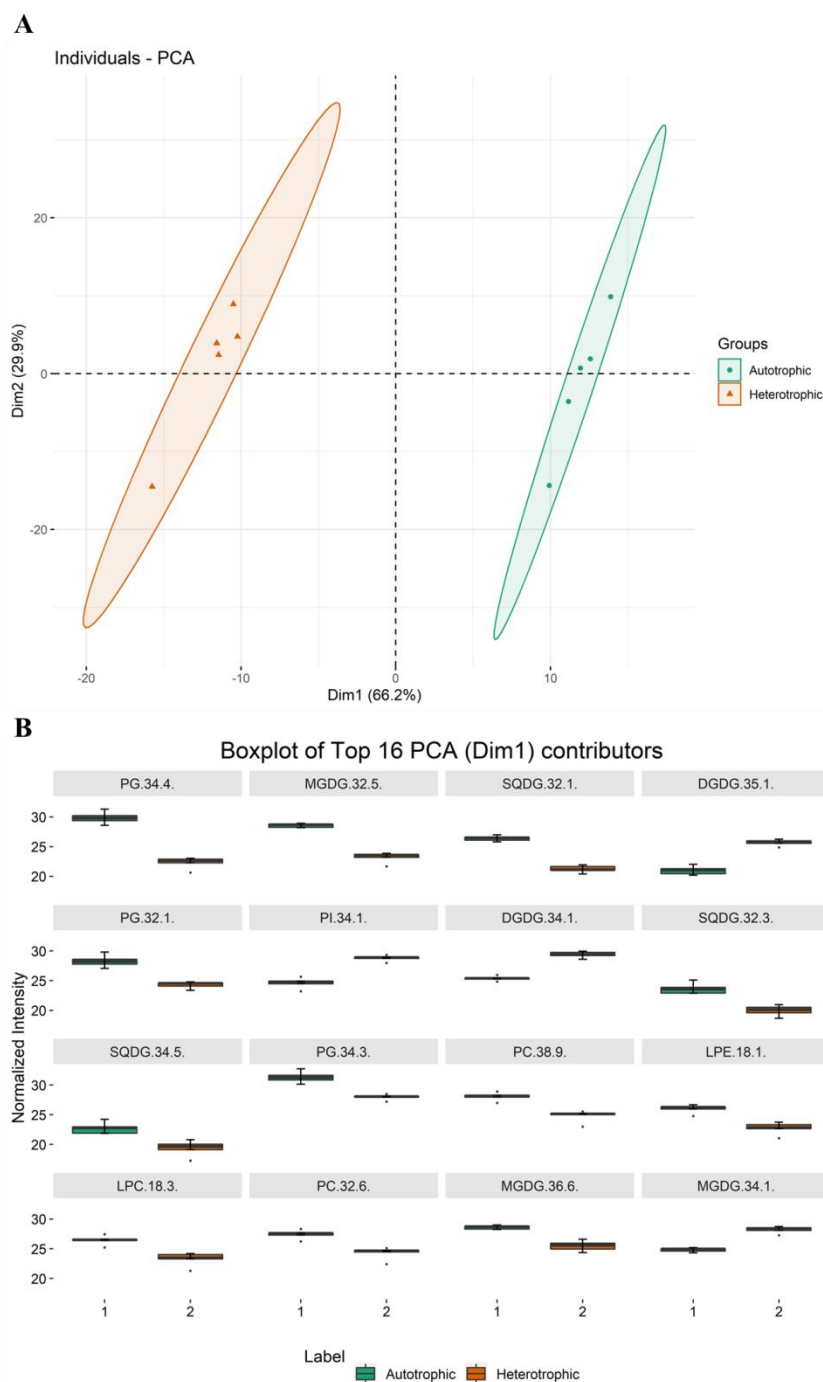 A
Individuals - PCA
20
0
-20
Dim2 (29.9%)
-20
-10
0
10
Dim1 (66.2%)
Groups
Autotrophic
Heterotrophic
B
Boxplot of Top 16 PCA (Dim1) contributors
PG.34.4. MGDG.32.5. SQDG.32.1. DGDG.35.1.
30
25
20
PG.32.1. PI.34.1. DGDG.34.1. SQDG.32.3.
30
25
20
Normalized Intensity
SQDG.34.5. PG.34.3. PC.38.9. LPE.18.1.
30
25
20
LPC.18.3. PC.32.6. MGDG.36.6. MGDG.34.1.
30
25
20
1 2 1 2 1 2 1 2
Label
Autotrophic Heterotrophic